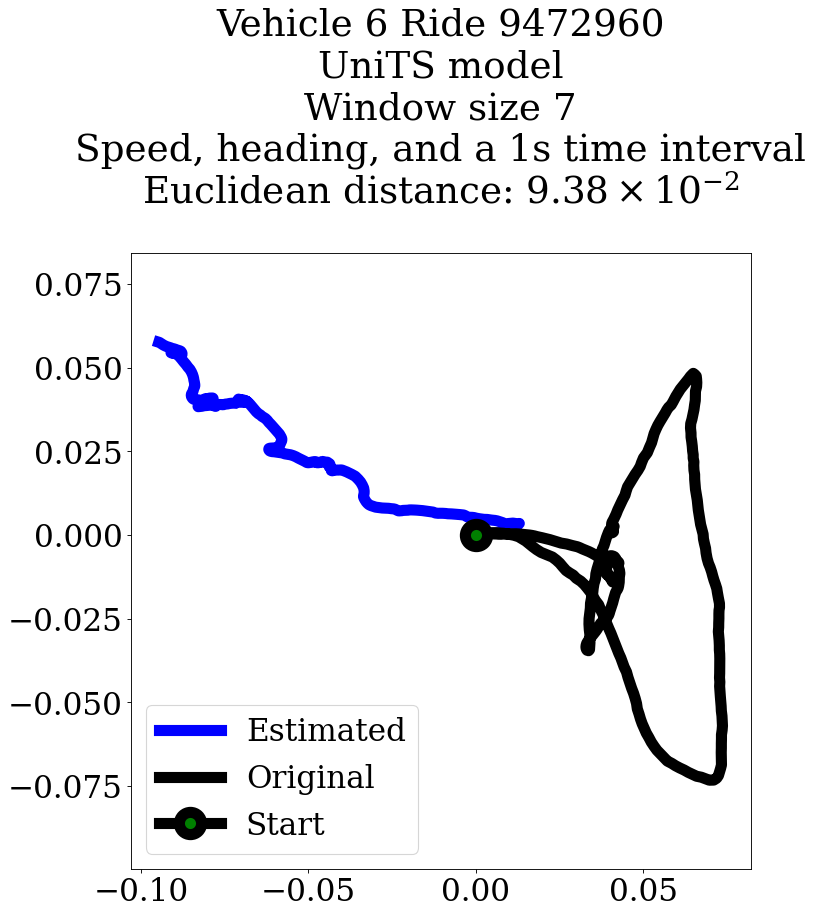 Vehicle 6 Ride 9472960
UniTS model
Window size 7
Speed, heading, and a 1s time interval
Euclidean distance: 9.38 × 10⁻²
0.075
0.050
0.025
0.000
−0.025
−0.050
−0.075
Estimated
Original
Start
−0.10
−0.05
0.00
0.05